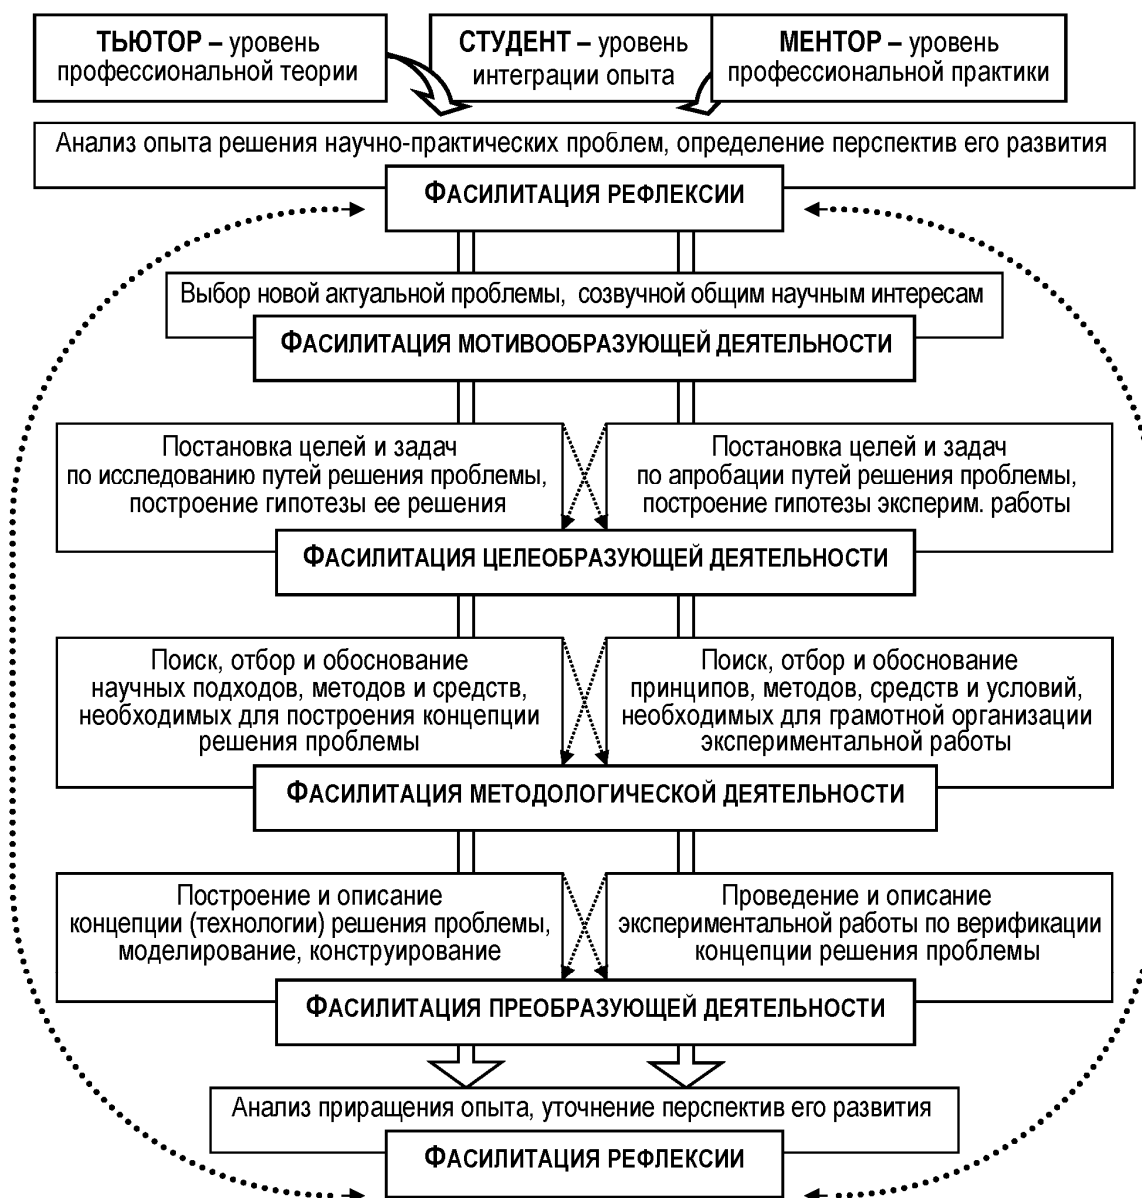 ТЬЮТОР – уровень
профессиональной теории
СТУДЕНТ – уровень
интеграции опыта
МЕНТОР – уровень
профессиональной практики
Анализ опыта решения научно-практических проблем, определение перспектив его развития
ФАСИЛИТАЦИЯ РЕФЛЕКСИИ
Выбор новой актуальной проблемы, созвучной общим научным интересам
ФАСИЛИТАЦИЯ МОТИВООБРАЗУЮЩЕЙ ДЕЯТЕЛЬНОСТИ
Постановка целей и задач
по исследованию путей решения проблемы,
построение гипотезы ее решения
Постановка целей и задач
по апробации путей решения проблемы,
построение гипотезы эксперим. работы
ФАСИЛИТАЦИЯ ЦЕЛЕОБРАЗУЮЩЕЙ ДЕЯТЕЛЬНОСТИ
Поиск, отбор и обоснование
научных подходов, методов и средств,
необходимых для построения концепции
решения проблемы
Поиск, отбор и обоснование
принципов, методов, средств и условий,
необходимых для грамотной организации
экспериментальной работы
ФАСИЛИТАЦИЯ МЕТОДОЛОГИЧЕСКОЙ ДЕЯТЕЛЬНОСТИ
Построение и описание
концепции (технологии) решения проблемы,
моделирование, конструирование
Проведение и описание
экспериментальной работы по верификации
концепции решения проблемы
ФАСИЛИТАЦИЯ ПРЕОБРАЗУЮЩЕЙ ДЕЯТЕЛЬНОСТИ
Анализ приращения опыта, уточнение перспектив его развития
ФАСИЛИТАЦИЯ РЕФЛЕКСИИ